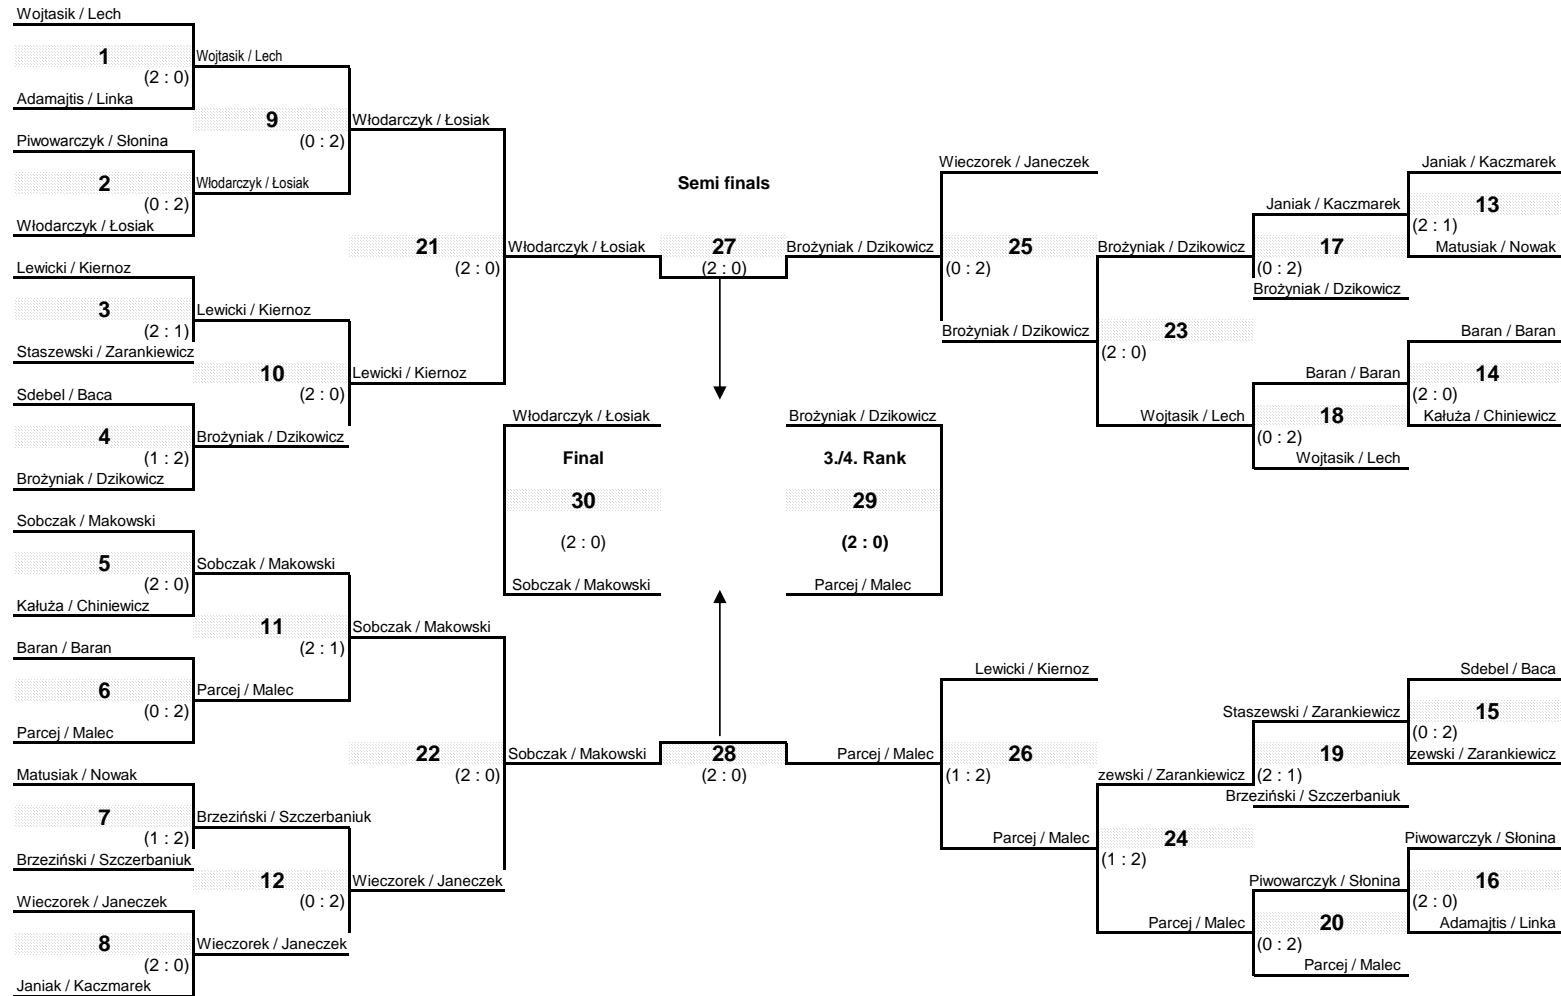 Wojtasik / Lech
1
(2 : 0)
Adamajtis / Linka
Wojtasik / Lech
9
(0 : 2)
Piwowarczyk / Słonina
2
(0 : 2)
Włodarczyk / Łosiak
Włodarczyk / Łosiak
Włodarczyk / Łosiak
21
(2 : 0)
Lewicki / Kiernoz
3
(2 : 1)
Staszewski / Zarankiewicz
Lewicki / Kiernoz
10
(2 : 0)
Sdebel / Baca
4
(1 : 2)
Brożyniak / Dzikowicz
Brożyniak / Dzikowicz
Lewicki / Kiernoz
Sobczak / Makowski
5
(2 : 0)
Kałuża / Chiniewicz
Sobczak / Makowski
11
(2 : 1)
Baran / Baran
6
(0 : 2)
Parcej / Malec
Parcej / Malec
Sobczak / Makowski
22
(2 : 0)
Matusiak / Nowak
7
(1 : 2)
Brzeziński / Szczerbaniuk
Brzeziński / Szczerbaniuk
12
(0 : 2)
Wieczorek / Janeczek
8
(2 : 0)
Janiak / Kaczmarek
Wieczorek / Janeczek
Wieczorek / Janeczek
Semi finals
Włodarczyk / Łosiak
27
(2 : 0)
Brożyniak / Dzikowicz
Włodarczyk / Łosiak
Final
30
(2 : 0)
Sobczak / Makowski
Brożyniak / Dzikowicz
3./4. Rank
29
(2 : 0)
Parcej / Malec
Sobczak / Makowski
28
(2 : 0)
Parcej / Malec
Wieczorek / Janeczek
25
(0 : 2)
Brożyniak / Dzikowicz
Brożyniak / Dzikowicz
23
(2 : 0)
Wojtasik / Lech
Janiak / Kaczmarek
17
(0 : 2)
Brożyniak / Dzikowicz
Janiak / Kaczmarek
13
(2 : 1)
Matusiak / Nowak
Baran / Baran
18
(0 : 2)
Wojtasik / Lech
Baran / Baran
14
(2 : 0)
Kałuża / Chiniewicz
Lewicki / Kiernoz
26
(1 : 2)
Parcej / Malec
zewski / Zarankiewicz
24
(1 : 2)
Parcej / Malec
Staszewski / Zarankiewicz
19
(2 : 1)
Brzeziński / Szczerbaniuk
Sdebel / Baca
15
(0 : 2)
zewski / Zarankiewicz
Piwowarczyk / Słonina
20
(0 : 2)
Parcej / Malec
Piwowarczyk / Słonina
16
(2 : 0)
Adamajtis / Linka